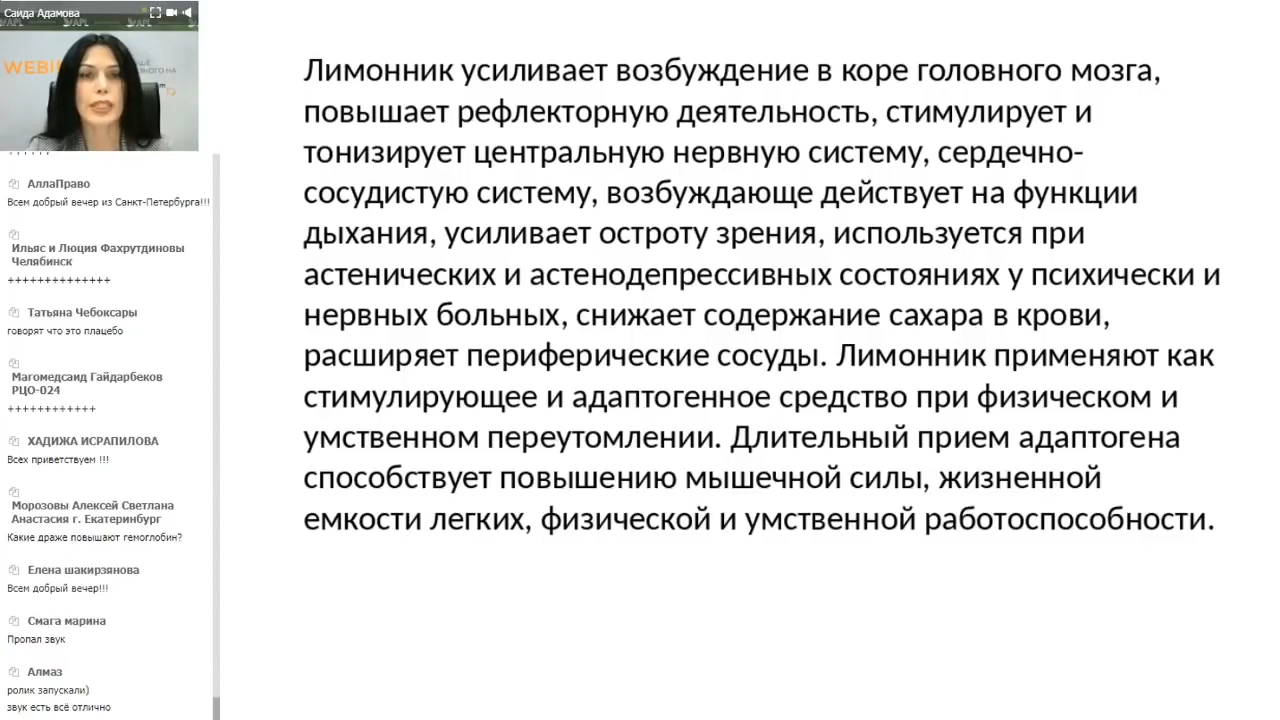 Саида Адамова
WEBI
Лимонник усиливает возбуждение в коре головного мозга,
повышает рефлекторную деятельность, стимулирует и
тонизирует центральную нервную систему, сердечно-
сосудистую систему, возбуждающе действует на функции
дыхания, усиливает остроту зрения, используется при
астенических и астенодепрессивных состояниях у психически и
нервных больных, снижает содержание сахара в крови,
расширяет периферические сосуды. Лимонник применяют как
стимулирующее и адаптогенное средство при физическом и
умственном переутомлении. Длительный прием адаптогена
способствует повышению мышечной силы, жизненной
емкости легких, физической и умственной работоспособности.
АллаПраво
Всем добрый вечер из Санкт-Петербурга!!!
Ильяс и Люция Фахрутдиновы
Челябинск
++++++++++++++
Татьяна Чебоксары
говорят что это плацебо
Магомедсаид Гайдарбеков
РЦО-024
++++++++++++
ХАДИЖА ИСРАПИЛОВА
Всех приветствуем !!!
Морозовы Алексей Светлана
Анастасия г. Екатеринбург
Какие драже повышают гемоглобин?
Елена шакирзянова
Всем добрый вечер!!!
Смага марина
Пропал звук
Алмаз
ролик запускали)
звук есть всё отлично